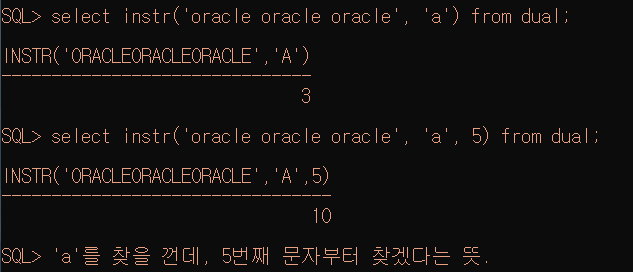 SQL> select instr('oracle oracle oracle', 'a') from dual;
INSTR('ORACLEORACLEORACLE','A')
-------------------------------
3
SQL> select instr('oracle oracle oracle', 'a', 5) from dual;
INSTR('ORACLEORACLEORACLE','A',5)
---------------------------------
10
SQL> 'a'를 찾을 껀데, 5번째 문자부터 찾겠다는 뜻.